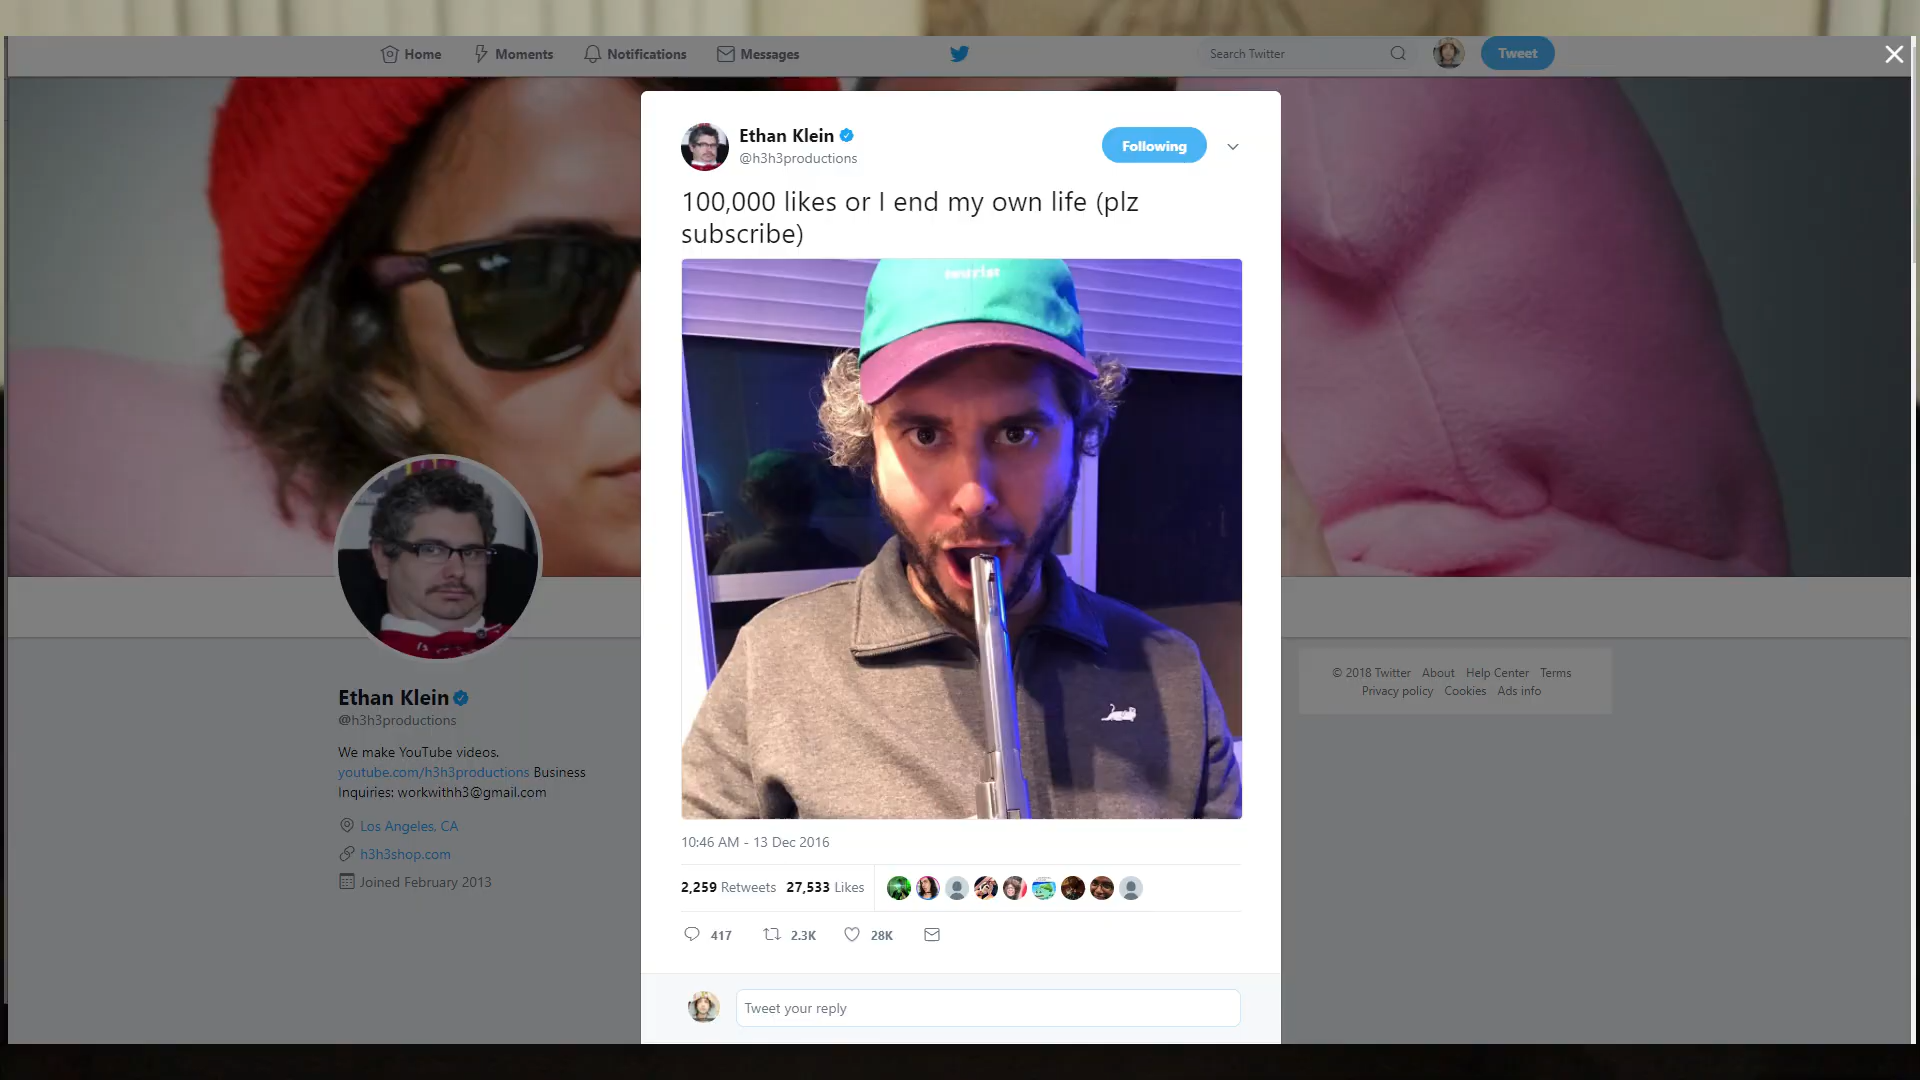 Home
Moments
Notifications
Messages
Search Twitter
Tweet
Ethan Klein
@h3h3productions
Following
100,000 likes or I end my own life (plz
subscribe)
tourist
10:46 AM - 13 Dec 2016
2,259 Retweets 27,533 Likes
417
2.3K
28K
Tweet your reply
Ethan Klein
@h3h3productions
We make YouTube videos.
youtube.com/h3h3productions Business
Inquiries: workwithh3@gmail.com
Los Angeles, CA
h3h3shop.com
Joined February 2013
© 2018 Twitter About Help Center Terms
Privacy policy Cookies Ads info